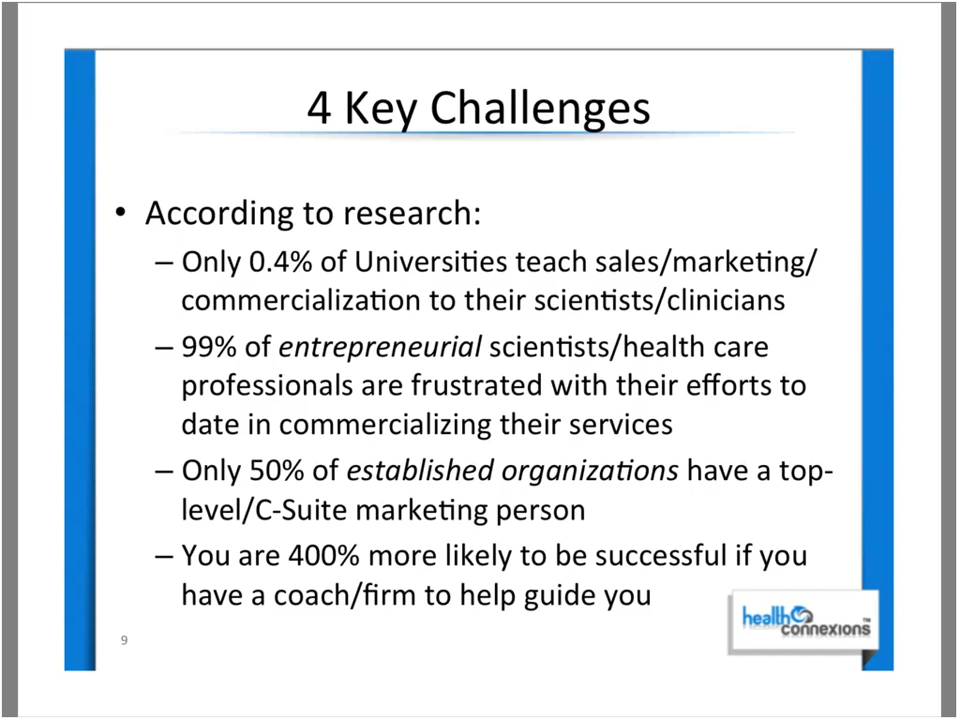 4 Key Challenges
• According to research:
– Only 0.4% of Universities teach sales/marketing/
commercialization to their scientists/clinicians
– 99% of entrepreneurial scientists/health care
professionals are frustrated with their efforts to
date in commercializing their services
– Only 50% of established organizations have a top-
level/C-Suite marketing person
– You are 400% more likely to be successful if you
have a coach/firm to help guide you
9
health
connexions™